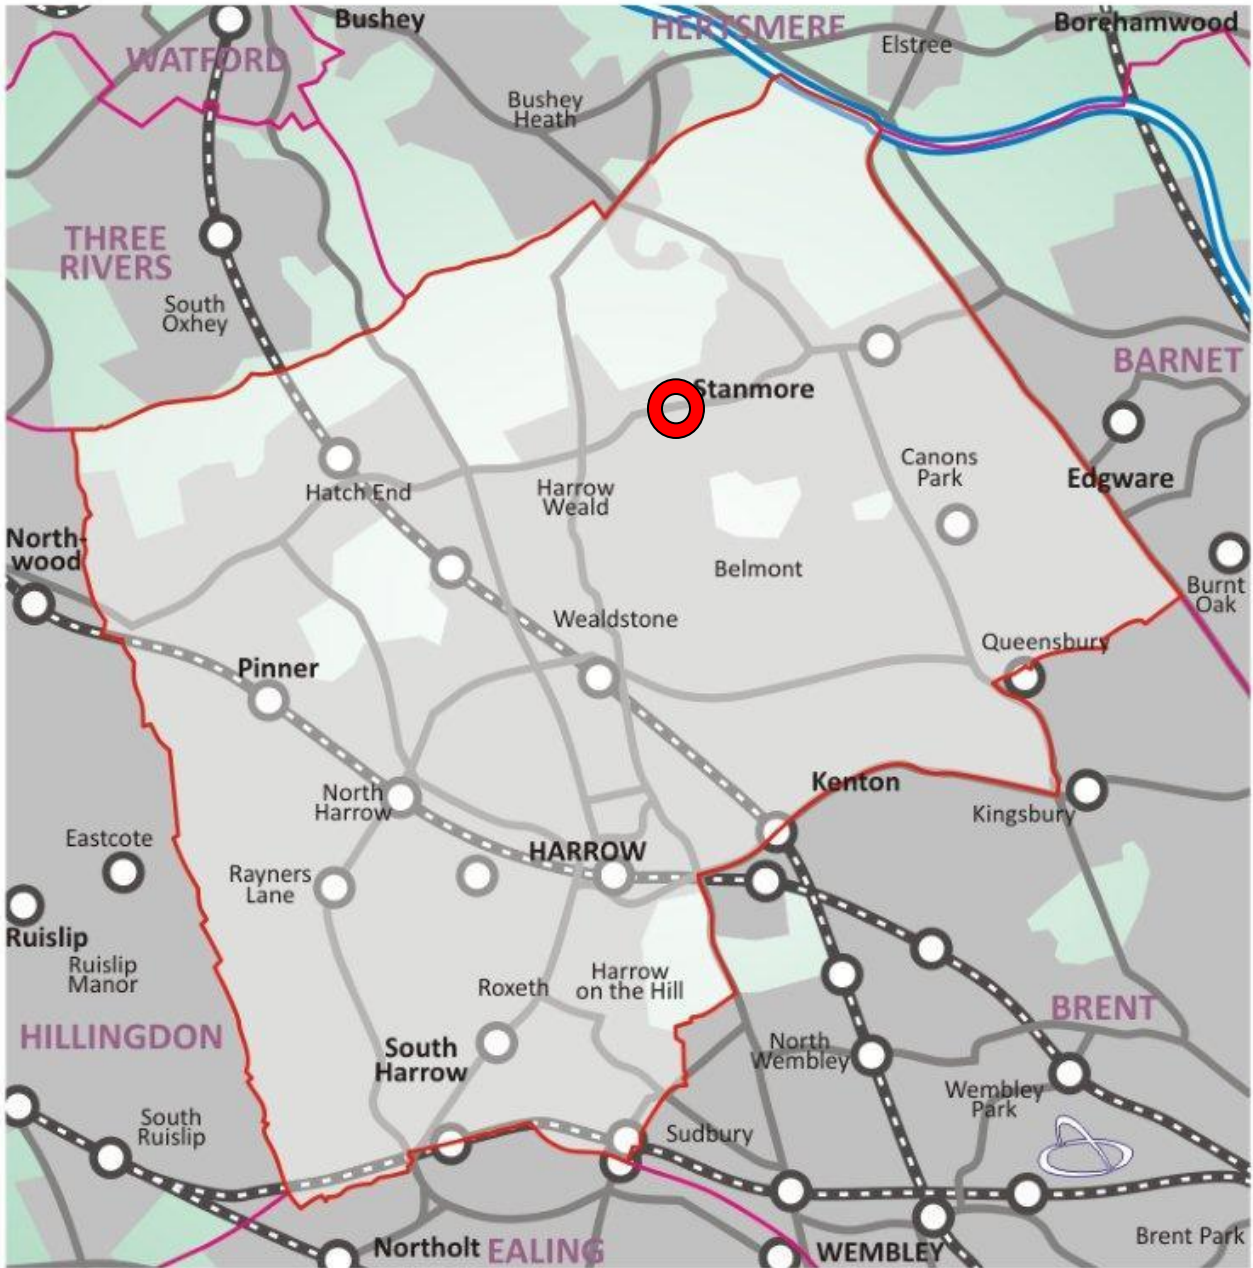 Bushey
HERTSMERE
Borehamwood
WATFORD
Elstree
Bushey
Heath
THREE
RIVERS
South
Oxhey
BARNET
Stanmore
Canons
Park
Edgware
Hatch End
Harrow
Weald
North-
wood
Belmont
Burnt
Oak
Wealdstone
Queensbury
Pinner
Kenton
North
Harrow
Kingsbury
Eastcote
HARROW
Rayners
Lane
Ruislip
Ruislip
Manor
Roxeth
Harrow
on the Hill
BRENT
HILLINGDON
South
Harrow
North
Wembley
Wembley
Park
South
Ruislip
Sudbury
Northolt
EALING
WEMBLEY
Brent Park